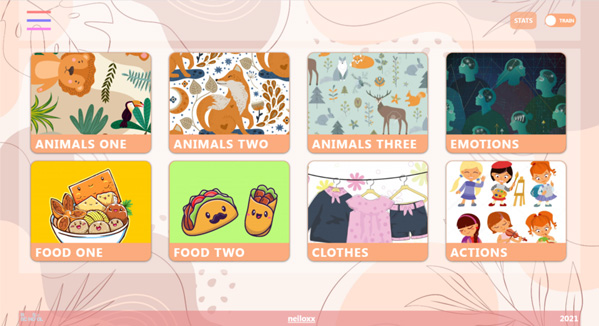 STATS
TRAIN
ANIMALS ONE
ANIMALS TWO
ANIMALS THREE
EMOTIONS
FOOD ONE
FOOD TWO
CLOTHES
ACTIONS
nelloxx
2021